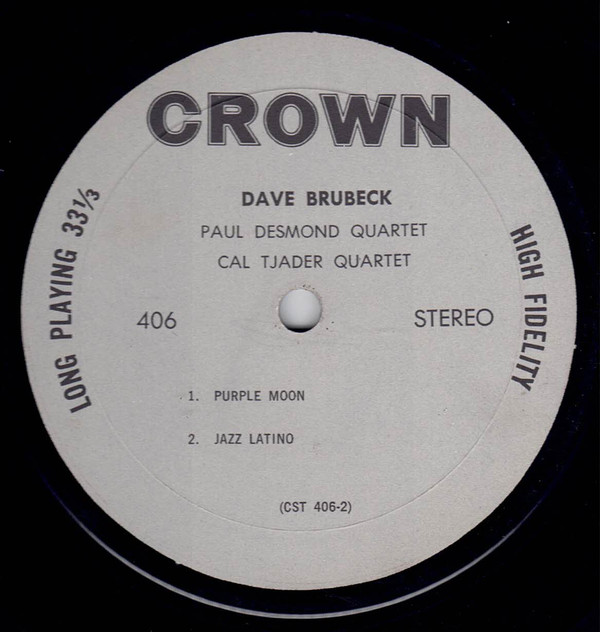 CROWN
DAVE BRUBECK
PAUL DESMOND QUARTET
CAL TJADER QUARTET
LONG PLAYING 33⅓
HIGH FIDELITY
406
STEREO
1. PURPLE MOON
2. JAZZ LATINO
(CST 406-2)